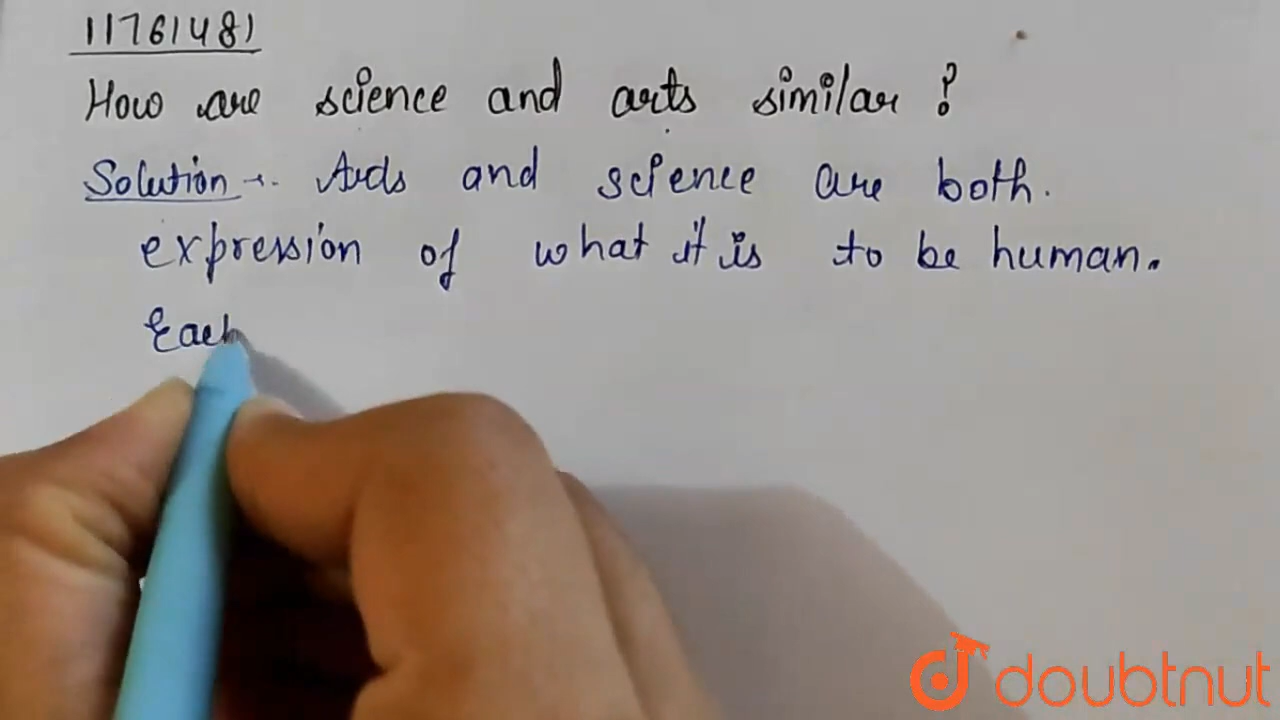 11761481
How are science and arts similar ?
Solution →. Arts and science are both.
expression of what it is to be human.
Each
doubtnut